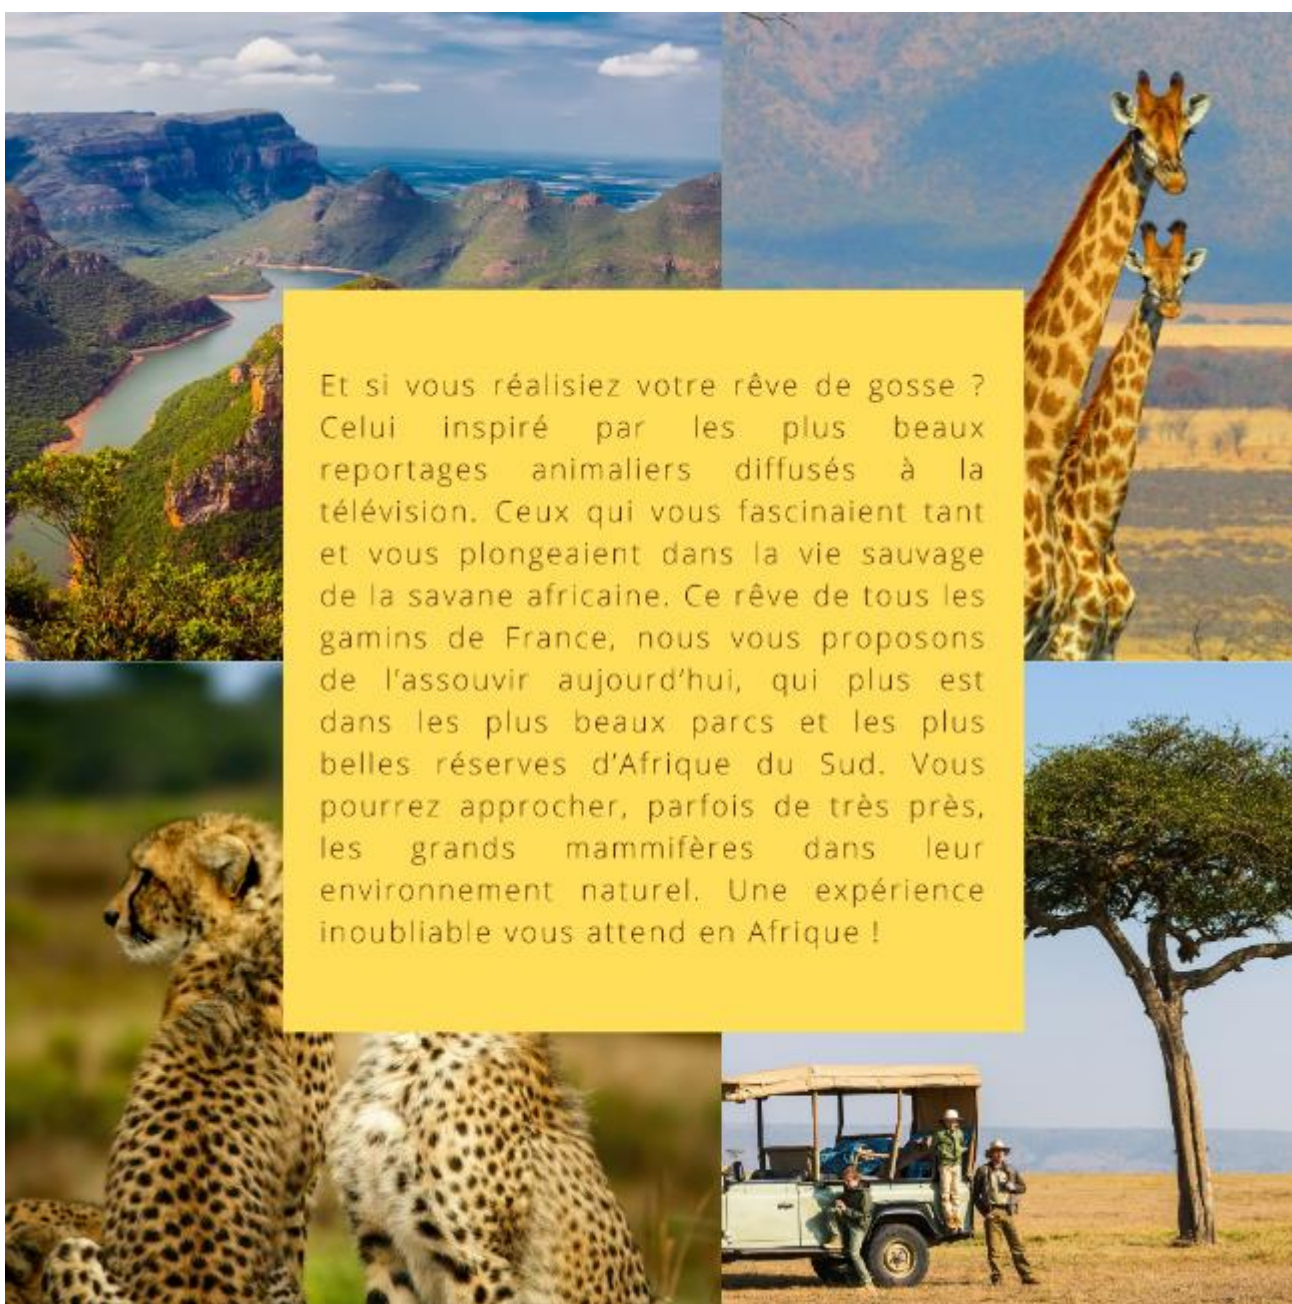 Et si vous réalisiez votre rêve de gosse ?
Celui inspiré par les plus beaux
reportages animaliers diffusés à la
télévision. Ceux qui vous fascinaient tant
et vous plongeaient dans la vie sauvage
de la savane africaine. Ce rêve de tous les
gamins de France, nous vous proposons
de l'assouvir aujourd'hui, qui plus est
dans les plus beaux parcs et les plus
belles réserves d'Afrique du Sud. Vous
pourrez approcher, parfois de très près,
les grands mammifères dans leur
environnement naturel. Une expérience
inoubliable vous attend en Afrique !